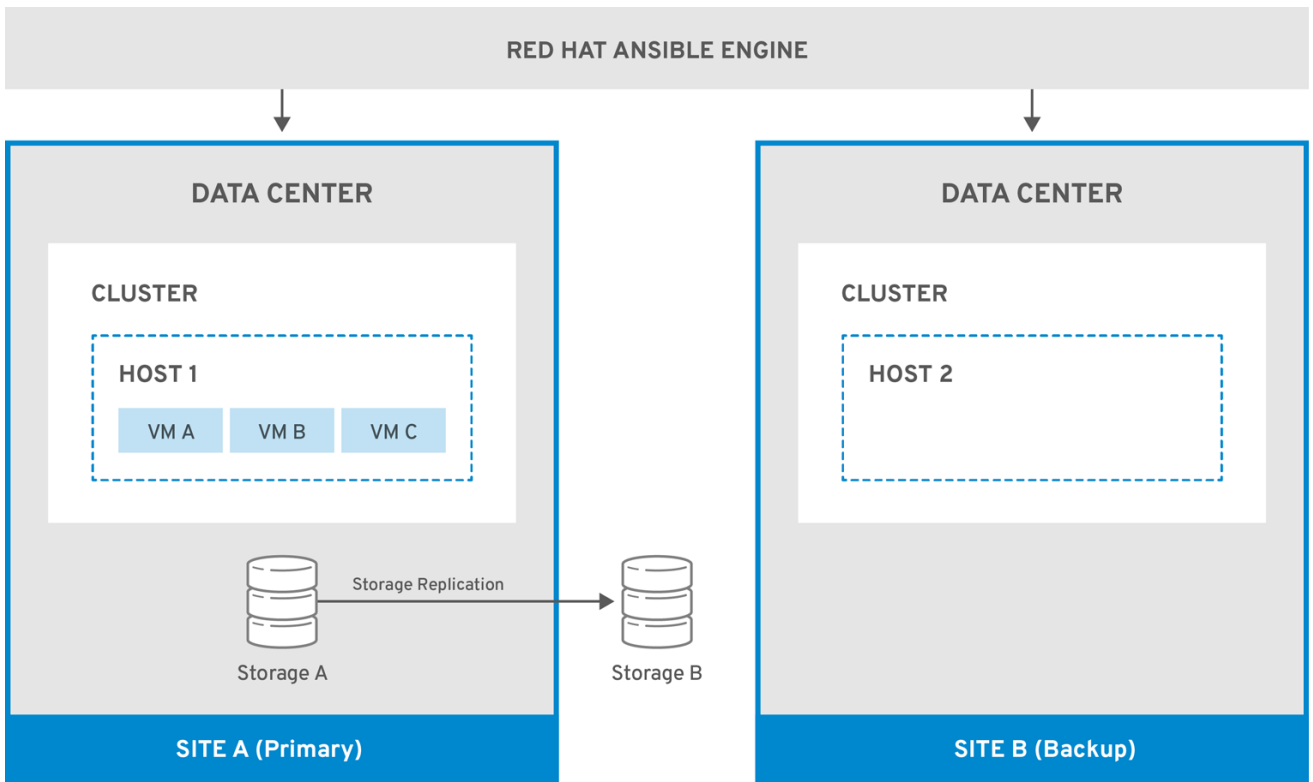 RED HAT ANSIBLE ENGINE
DATA CENTER
CLUSTER
HOST 1
VM A
VM B
VM C
Storage Replication
Storage A
SITE A (Primary)
Storage B
DATA CENTER
CLUSTER
HOST 2
SITE B (Backup)